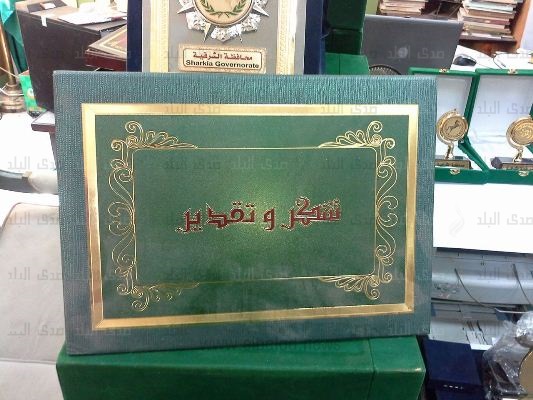 محافظة الشرقية
Sharkia Governorate
شكر و تقدير
صدى البلد